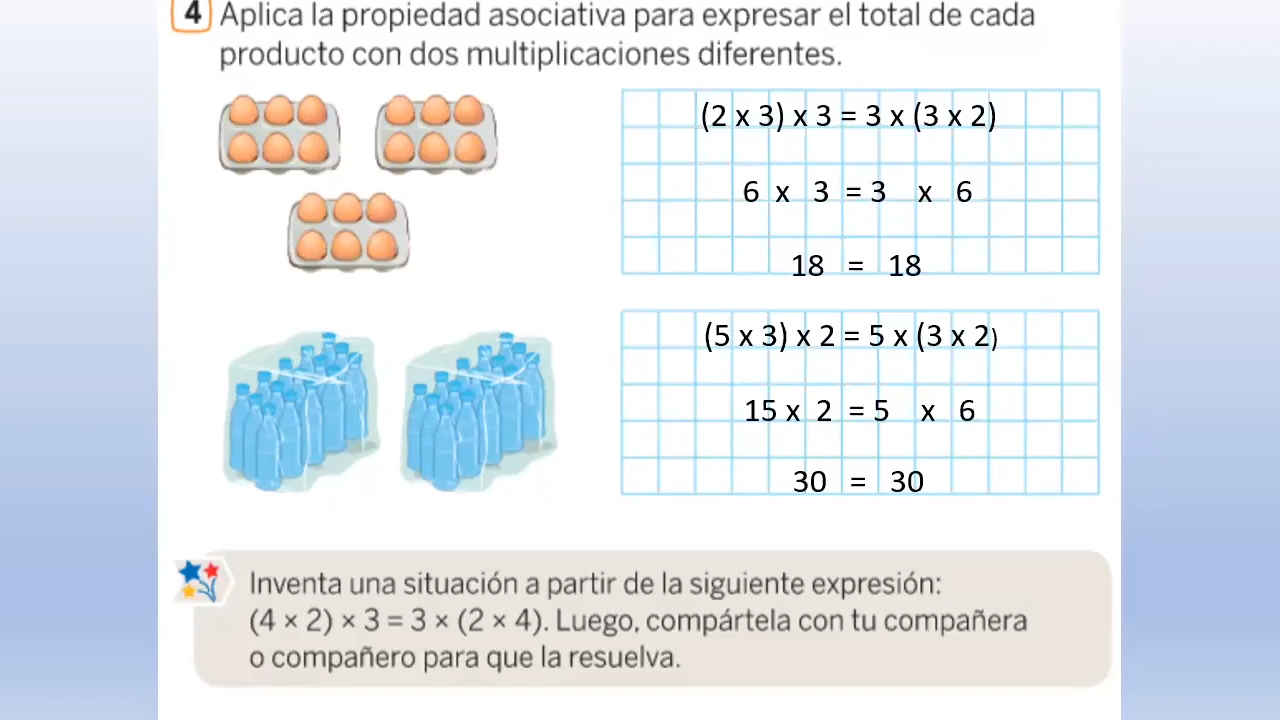 4 Aplica la propiedad asociativa para expresar el total de cada
producto con dos multiplicaciones diferentes.
(2 x 3) x 3 = 3 x (3 x 2)
6 x 3 = 3 x 6
18 = 18
(5 x 3) x 2 = 5 x (3 x 2)
15 x 2 = 5 x 6
30 = 30
Inventa una situación a partir de la siguiente expresión:
(4 × 2) × 3 = 3 × (2 × 4). Luego, compártela con tu compañera
o compañero para que la resuelva.